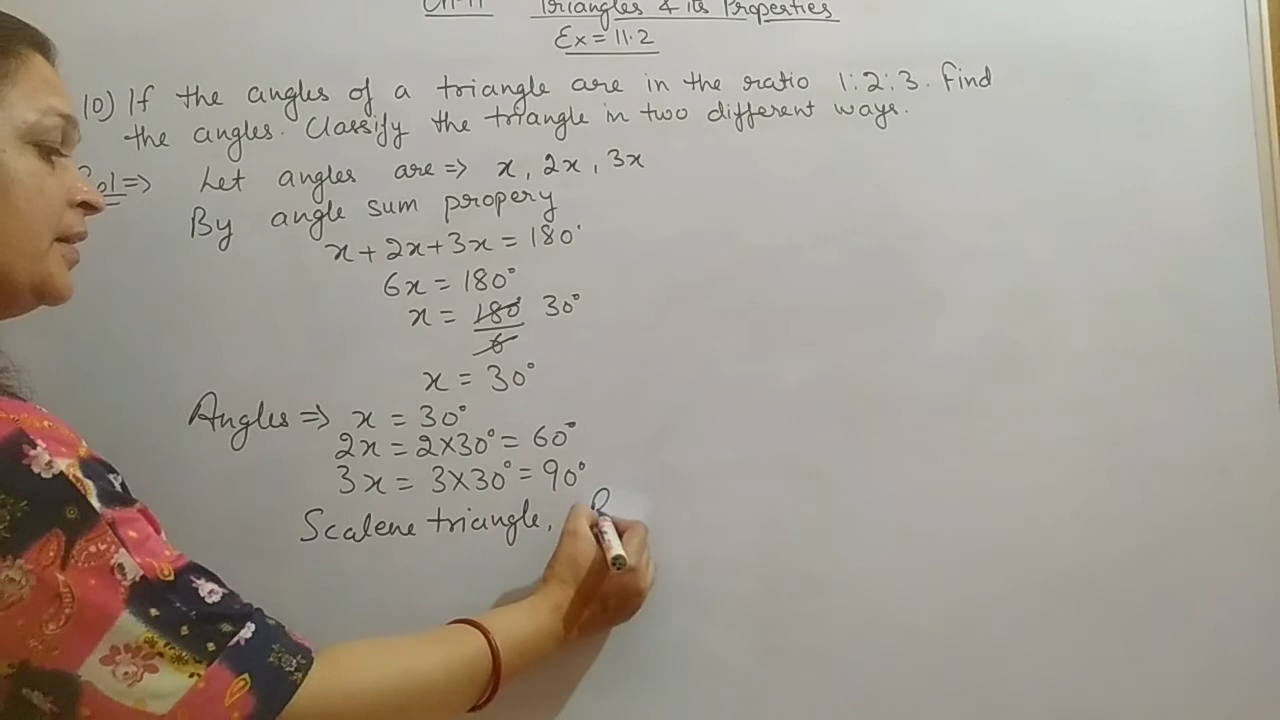 Triangles & its Properties
Ex = 11.2
10) If the angles of a triangle are in the ratio 1:2:3. Find
the angles. Classify the triangle in two different ways.
Sol => Let angles are => x, 2x, 3x
By angle sum propery
x + 2x + 3x = 180°
6x = 180°
x = 180°/6 30°
x = 30°
Angles => x = 30°
2x = 2×30° = 60°
3x = 3×30° = 90°
Scalene triangle, R